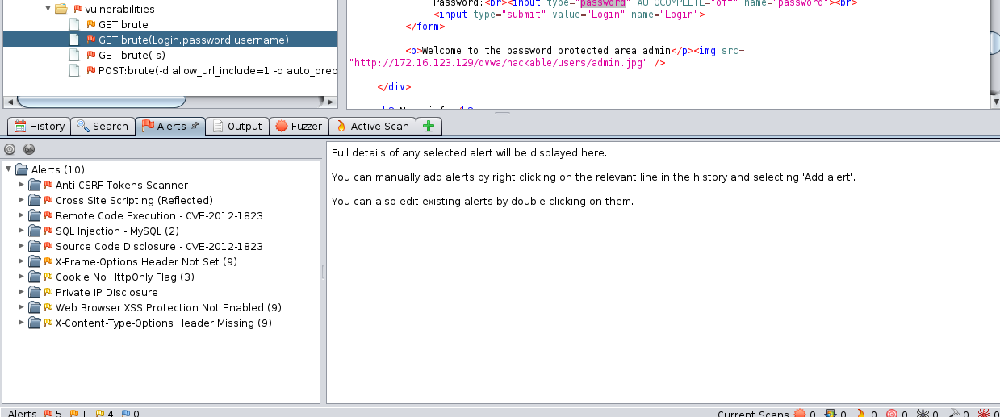 vulnerabilities
GET:brute
GET:brute(Login,password,username)
GET:brute(-s)
POST:brute(-d allow_url_include=1 -d auto_prep
Password:<br><input type="password" AUTOCOMPLETE="off" name="password"><br>
<input type="submit" value="Login" name="Login">
</form>
<p>Welcome to the password protected area admin</p><img src=
"http://172.16.123.129/dvwa/hackable/users/admin.jpg" />
</div>
History
Search
Alerts
Output
Fuzzer
Active Scan
Alerts (10)
Anti CSRF Tokens Scanner
Cross Site Scripting (Reflected)
Remote Code Execution - CVE-2012-1823
SQL Injection - MySQL (2)
Source Code Disclosure - CVE-2012-1823
X-Frame-Options Header Not Set (9)
Cookie No HttpOnly Flag (3)
Private IP Disclosure
Web Browser XSS Protection Not Enabled (9)
X-Content-Type-Options Header Missing (9)
Full details of any selected alert will be displayed here.
You can manually add alerts by right clicking on the relevant line in the history and selecting 'Add alert'.
You can also edit existing alerts by double clicking on them.
Alerts 5 1 4 0
Current Scans 0 0 0 0 0 0 0